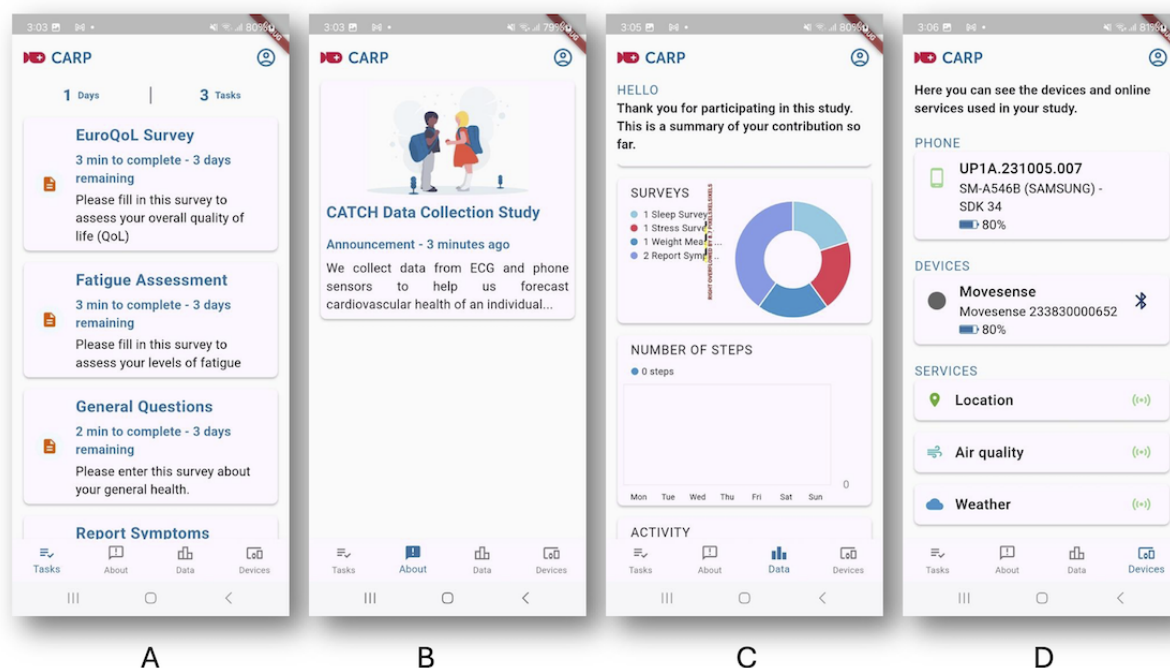 3:03
80%
CARP
1 Days
3 Tasks
EuroQoL Survey
3 min to complete - 3 days
remaining
Please fill in this survey to
assess your overall quality of
life (QoL)
Fatigue Assessment
3 min to complete - 3 days
remaining
Please fill in this survey to
assess your levels of fatigue
General Questions
2 min to complete - 3 days
remaining
Please enter this survey about
your general health.
Report Symptoms
Tasks
About
Data
Devices
A
3:03
79%
CARP
CATCH Data Collection Study
Announcement - 3 minutes ago
We collect data from ECG and phone
sensors to help us forecast
cardiovascular health of an individual...
Tasks
About
Data
Devices
B
3:05
80%
CARP
HELLO
Thank you for participating in this study.
This is a summary of your contribution so
far.
SURVEYS
1 Sleep Survey
1 Stress Surv
1 Weight Mea
2 Report Sym
NUMBER OF STEPS
0 steps
0
Mon Tue Wed Thu Fri Sat Sun
ACTIVITY
Tasks
About
Data
Devices
C
3:06
81%
CARP
Here you can see the devices and online
services used in your study.
PHONE
UP1A.231005.007
SM-A546B (SAMSUNG) -
SDK 34
80%
DEVICES
Movesense
Movesense 233830000652
80%
SERVICES
Location
Air quality
Weather
Tasks
About
Data
Devices
D